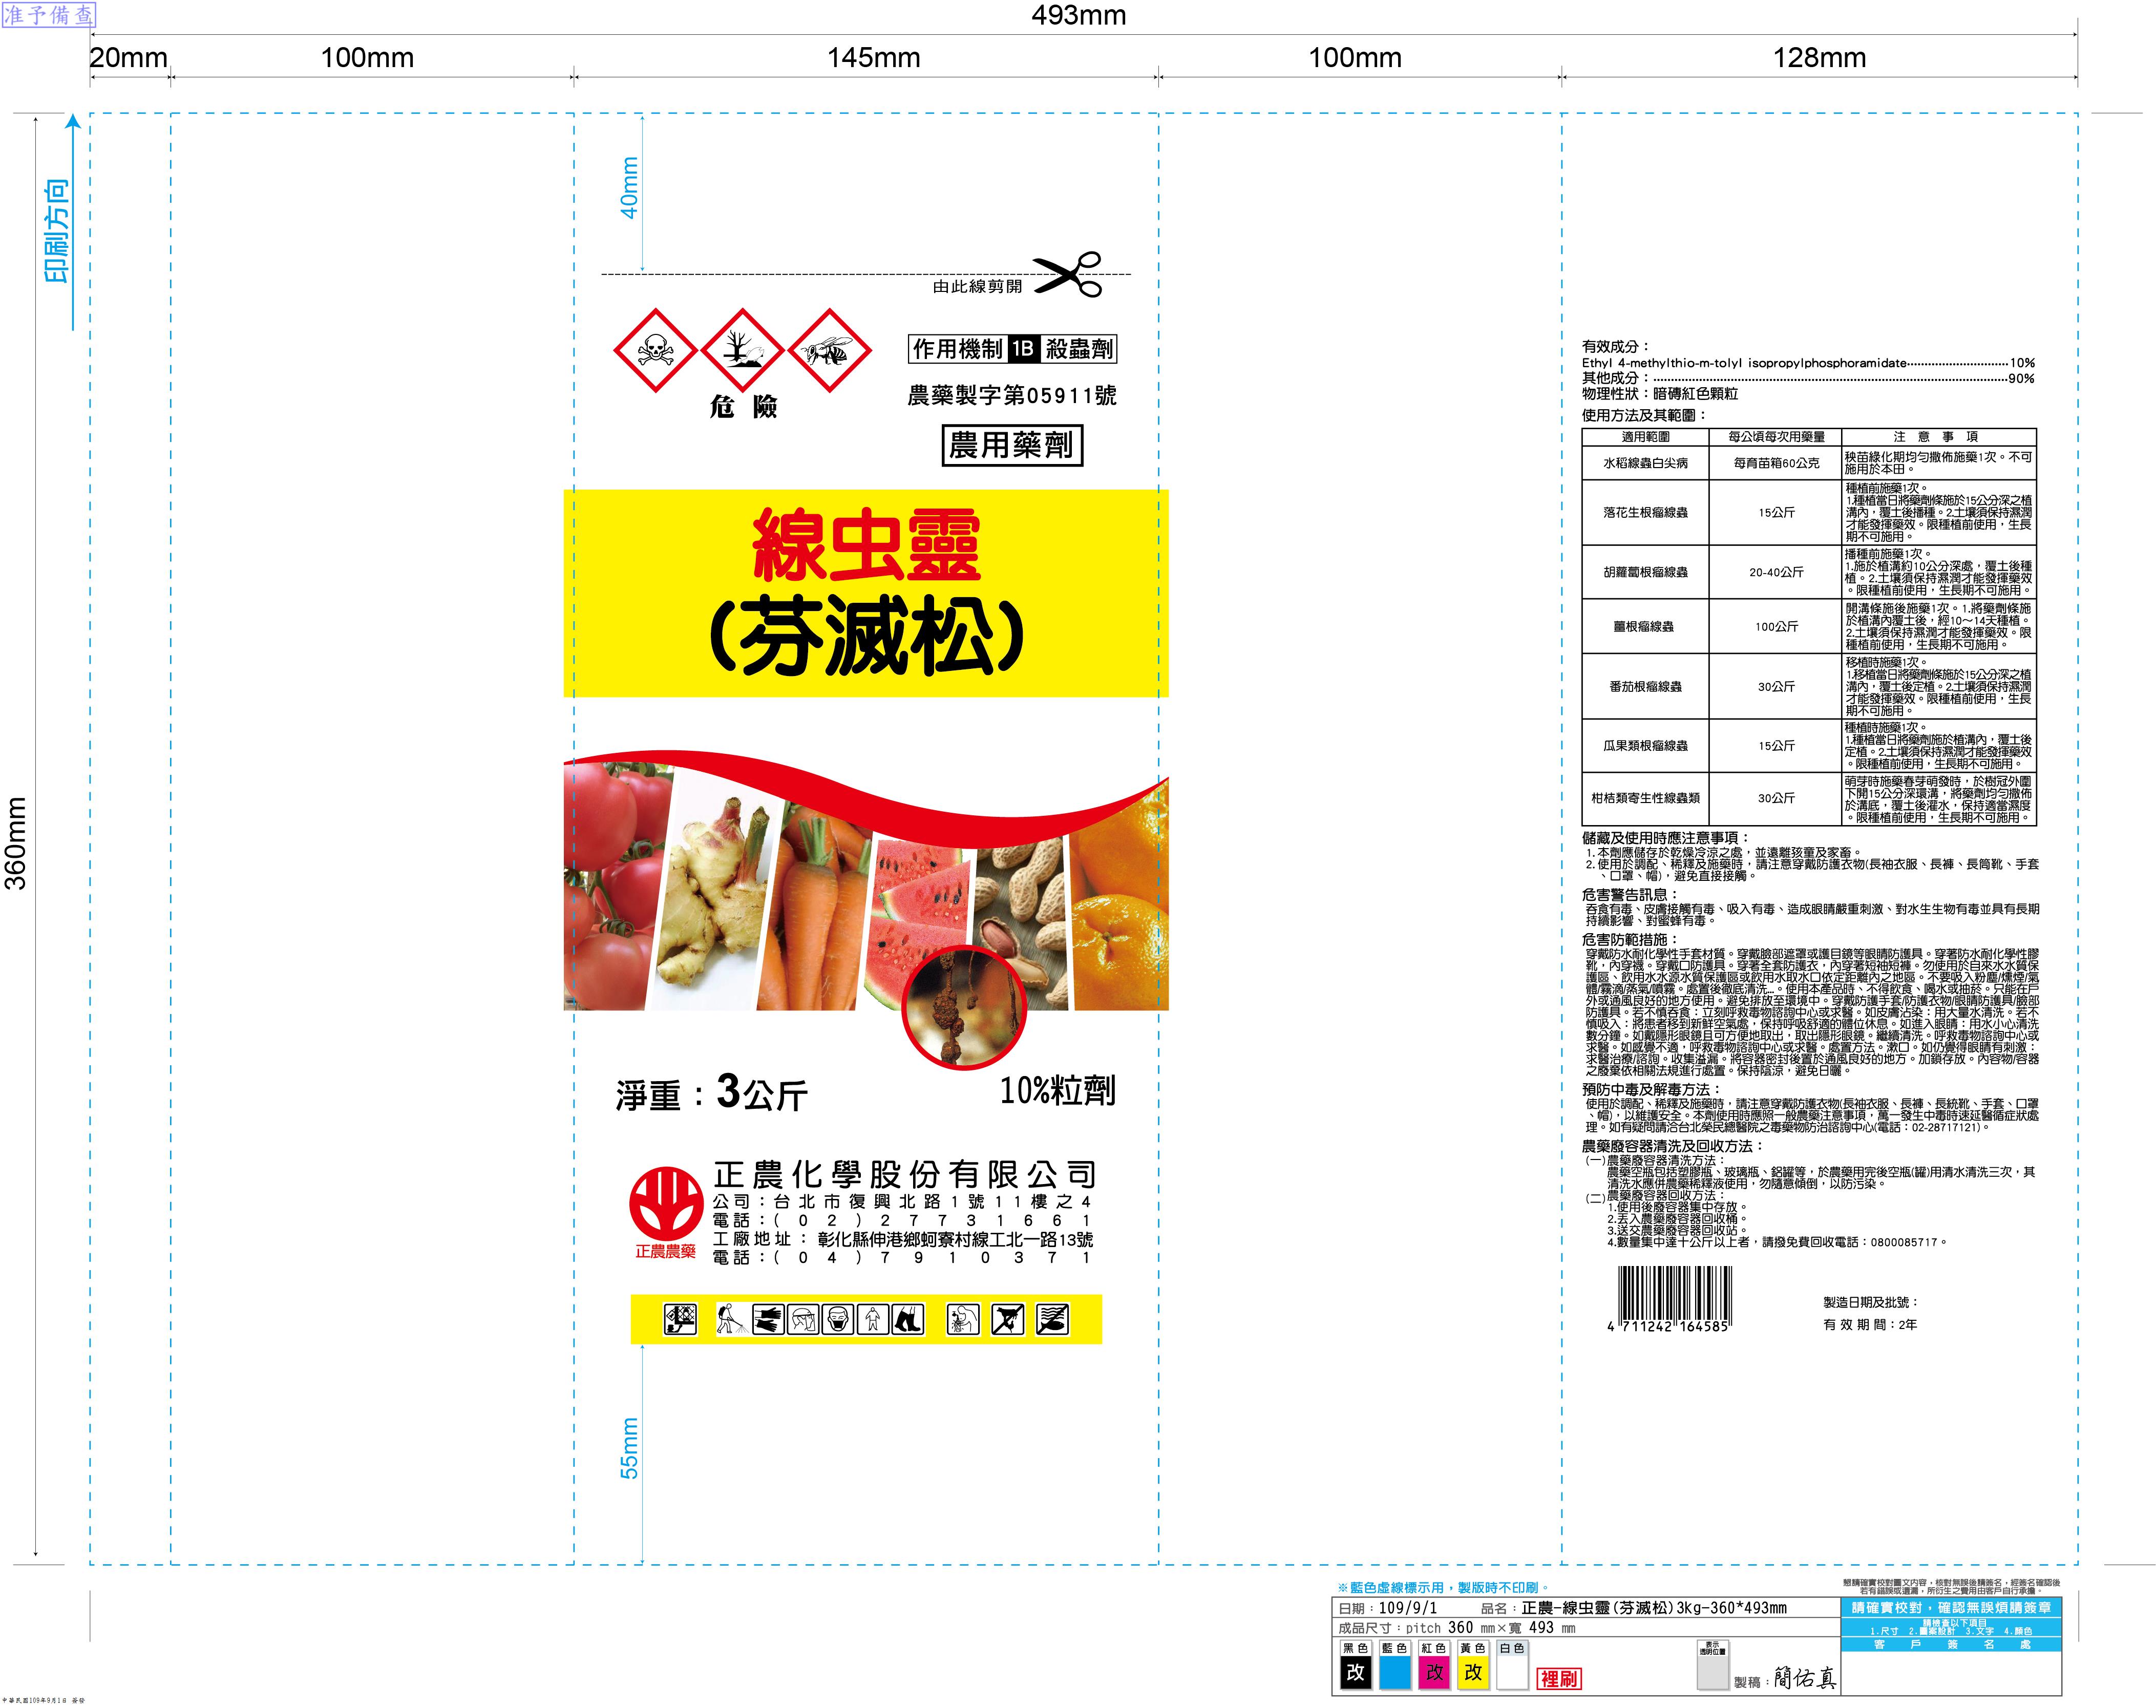 准予備查
493mm
20mm
100mm
145mm
100mm
128mm
印刷方向
360mm
40mm
由此線剪開
危險
作用機制 1B 殺蟲劑
農藥製字第05911號
農用藥劑
線虫靈
(芬滅松)
淨重：3公斤
10%粒劑
正農農藥
正農化學股份有限公司
公司：台北市復興北路1號11樓之4
電話：(02)27731661
工廠地址：彰化縣伸港鄉蚵寮村線工北一路13號
電話：(04)7910371
55mm
有效成分：
Ethyl 4-methylthio-m-tolyl isopropylphosphoramidate……………………10%
其他成分：……………………………………………………………90%
物理性狀：暗磚紅色顆粒
使用方法及其範圍：
適用範圍 每公頃每次用藥量 注意事項
水稻線蟲白尖病 每育苗箱60公克
秧苗綠化期均勻撒佈施藥1次。不可
施用於本田。
落花生根瘤線蟲 15公斤
種植前施藥1次。
1.種植當日將藥劑條施於15公分深之植
溝內，覆土後播種。2.土壤須保持濕潤
才能發揮藥效。限種植前使用，生長
期不可施用。
胡蘿蔔根瘤線蟲 20-40公斤
播種前施藥1次。
1.施於植溝約10公分深處，覆土後種
植。2.土壤須保持濕潤才能發揮藥效
。限種植前使用，生長期不可施用。
薑根瘤線蟲 100公斤
開溝條施後施藥1次。1.將藥劑條施
於植溝內覆土後，經10～14天種植。
2.土壤須保持濕潤才能發揮藥效。限
種植前使用，生長期不可施用。
番茄根瘤線蟲 30公斤
移植時施藥1次。
1.移植當日將藥劑條施於15公分深之植
溝內，覆土後定植。2.土壤須保持濕潤
才能發揮藥效。限種植前使用，生長
期不可施用。
瓜果類根瘤線蟲 15公斤
種植時施藥1次。
1.種植當日將藥劑施於植溝內，覆土後
定植。2.土壤須保持濕潤才能發揮藥效
。限種植前使用，生長期不可施用。
柑桔類寄生性線蟲類 30公斤
萌芽時施藥春芽萌發時，於樹冠外圍
下開15公分深環溝，將藥劑均勻撒佈
於溝底，覆土後灌水，保持適當濕度
。限種植前使用，生長期不可施用。
儲藏及使用時應注意事項：
1.本劑應儲存於乾燥冷涼之處，並遠離孩童及家畜。
2.使用於調配、稀釋及施藥時，請注意穿戴防護衣物(長袖衣服、長褲、長筒靴、手套
、口罩、帽)，避免直接接觸。
危害警告訊息：
吞食有毒、皮膚接觸有毒、吸入有毒、造成眼睛嚴重刺激、對水生生物有毒並具有長期
持續影響、對蜜蜂有毒。
危害防範措施：
穿戴防水耐化學性手套材質。穿戴臉部遮罩或護目鏡等眼睛防護具。穿著防水耐化學性膠
靴，內穿襪。穿戴口防護具。穿著全套防護衣，內穿著短袖短褲。勿使用於自來水水質保
護區、飲用水水源水質保護區或飲用水取水口依定距離內之地區。不要吸入粉塵/燻煙/氣
體/霧滴/蒸氣/噴霧。處置後徹底清洗…。使用本產品時、不得飲食、喝水或抽菸。只能在戶
外或通風良好的地方使用。避免排放至環境中。穿戴防護手套/防護衣物/眼睛防護具/臉部
防護具。若不慎吞食：立刻呼救毒物諮詢中心或求醫。如皮膚沾染：用大量水清洗。若不
慎吸入：將患者移到新鮮空氣處，保持呼吸舒適的體位休息。如進入眼睛：用水小心清洗
數分鐘。如戴隱形眼鏡且可方便地取出，取出隱形眼鏡。繼續清洗。呼救毒物諮詢中心或
求醫。如感覺不適，呼救毒物諮詢中心或求醫。處置方法。漱口。如仍覺得眼睛有刺激：
求醫治療/諮詢。收集溢漏。將容器密封後置於通風良好的地方。加鎖存放。內容物/容器
之廢棄依相關法規進行處置。保持陰涼，避免日曬。
預防中毒及解毒方法：
使用於調配、稀釋及施藥時，請注意穿戴防護衣物(長袖衣服、長褲、長統靴、手套、口罩
、帽)，以維護安全。本劑使用時應照一般農藥注意事項，萬一發生中毒時速延醫循症狀處
理。如有疑問請洽台北榮民總醫院之毒藥物防治諮詢中心(電話：02-28717121)。
農藥廢容器清洗及回收方法：
(一)農藥廢容器清洗方法：
農藥空瓶包括塑膠瓶、玻璃瓶、鋁罐等，於農藥用完後空瓶(罐)用清水清洗三次，其
清洗水應併農藥稀釋液使用，勿隨意傾倒，以防污染。
(二)農藥廢容器回收方法：
1.使用後廢容器集中存放。
2.丟入農藥廢容器回收桶。
3.送交農藥廢容器回收站。
4.數量集中達十公斤以上者，請撥免費回收電話：0800085717。
4 711242 164585
製造日期及批號：
有效期間：2年
※藍色虛線標示用，製版時不印刷。
懇請確實校對圖文內容，核對無誤後請簽名，經簽名確認後
若有錯誤或遺漏，所衍生之費用由客戶自行承擔。
日期：109/9/1 品名：正農-線虫靈(芬滅松)3Kg-360*493mm
成品尺寸：pitch 360 mm×寬 493 mm
黑色 藍色 紅色 黃色 白色
改 改 改
裡刷
表示
透明位置
製稿：簡佑真
請確實校對，確認無誤煩請簽章
請檢查以下項目
1.尺寸 2.圖案設計 3.文字 4.顏色
客戶簽名處
中華民國109年9月1日 簽發